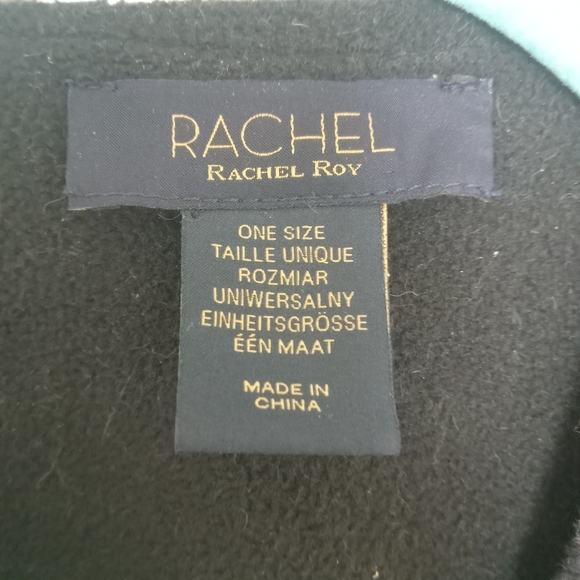 RACHEL
RACHEL ROY
ONE SIZE
TAILLE UNIQUE
ROZMIAR
UNIWERSALNY
EINHEITSGRÖSSE
ÉÉN MAAT
MADE IN
CHINA